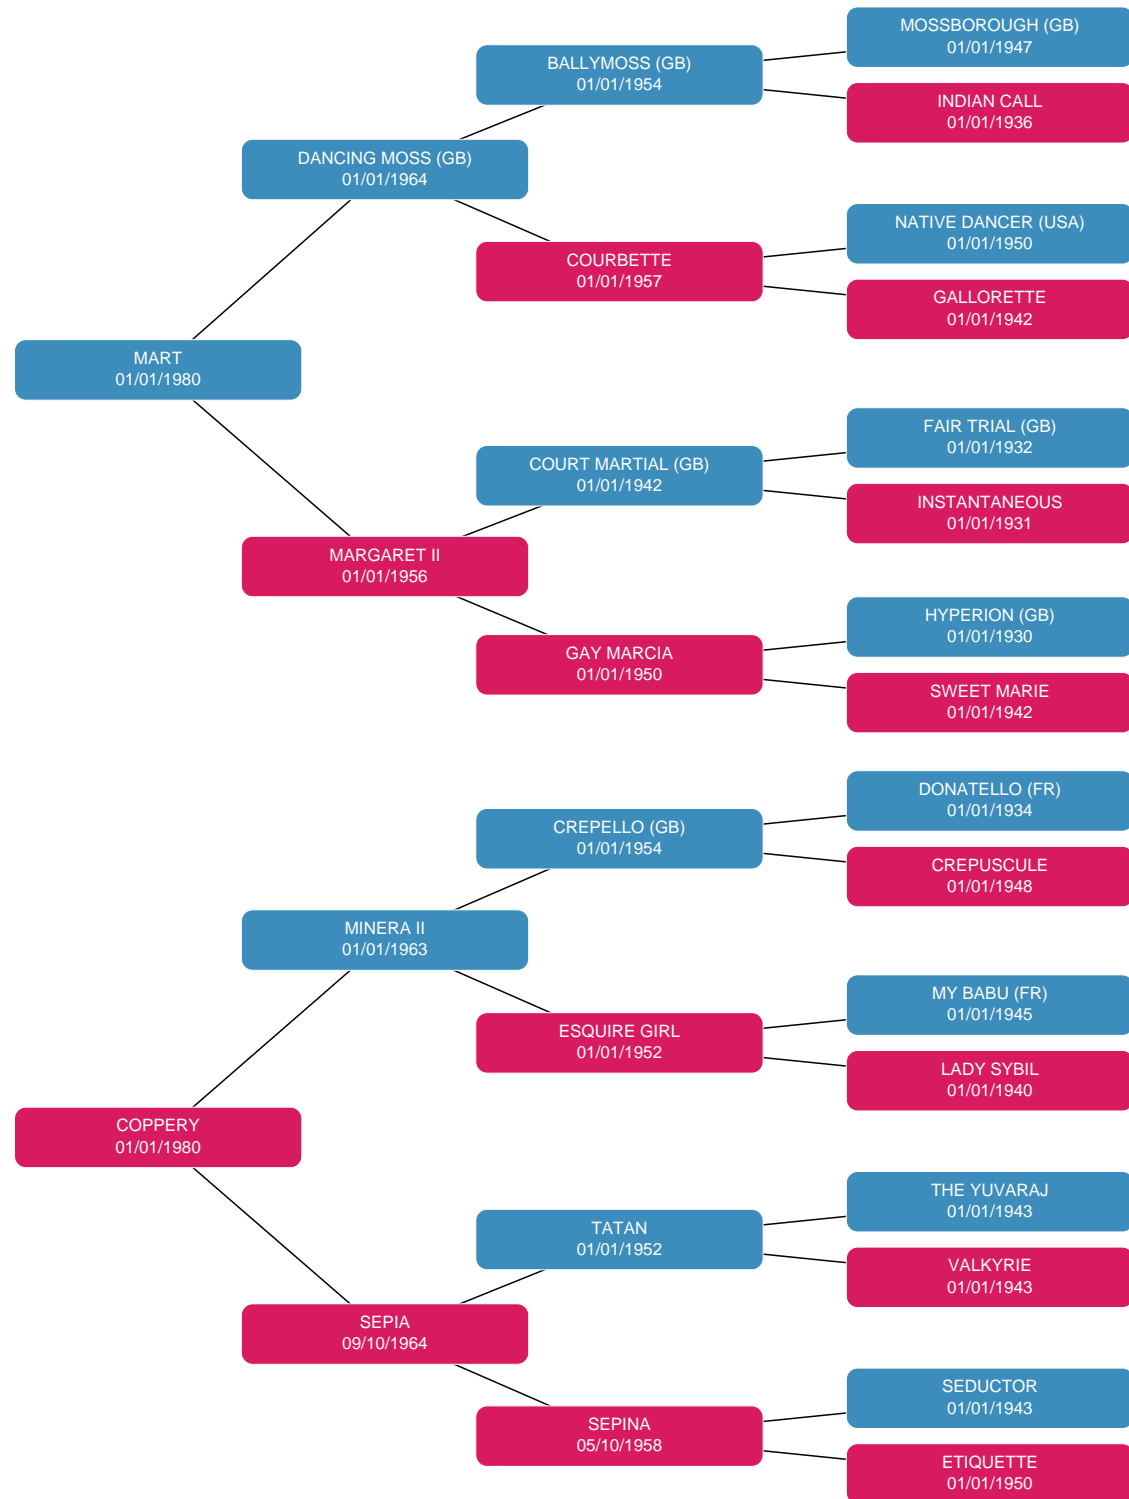 MOSSBOROUGH (GB)
01/01/1947
BALLYMOSS (GB)
01/01/1954
INDIAN CALL
01/01/1936
DANCING MOSS (GB)
01/01/1964
NATIVE DANCER (USA)
01/01/1950
COURBETTE
01/01/1957
GALLORETTE
01/01/1942
MART
01/01/1980
FAIR TRIAL (GB)
01/01/1932
COURT MARTIAL (GB)
01/01/1942
INSTANTANEOUS
01/01/1931
MARGARET II
01/01/1956
HYPERION (GB)
01/01/1930
GAY MARCIA
01/01/1950
SWEET MARIE
01/01/1942
DONATELLO (FR)
01/01/1934
CREPELLO (GB)
01/01/1954
CREPUSCULE
01/01/1948
MINERA II
01/01/1963
MY BABU (FR)
01/01/1945
ESQUIRE GIRL
01/01/1952
LADY SYBIL
01/01/1940
COPPERY
01/01/1980
THE YUVARAJ
01/01/1943
TATAN
01/01/1952
VALKYRIE
01/01/1943
SEPIA
09/10/1964
SEDUCTOR
01/01/1943
SEPINA
05/10/1958
ETIQUETTE
01/01/1950